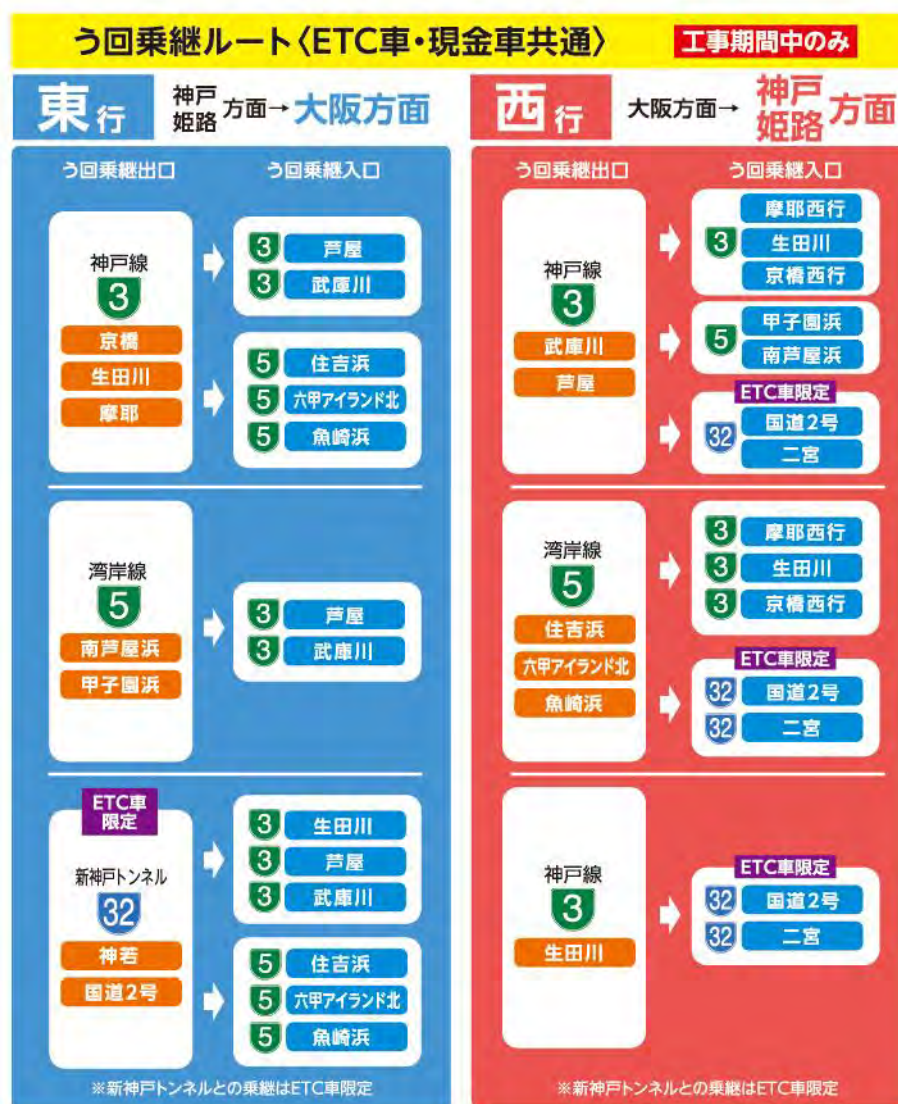 う回乗継ルート〈ETC車・現金車共通〉 工事期間中のみ
東行 神戸 姫路 方面→大阪方面
う回乗継出口 う回乗継入口
神戸線
3
京橋
生田川
摩耶
3 芦屋
3 武庫川
5 住吉浜
5 六甲アイランド北
5 魚崎浜
湾岸線
5
南芦屋浜
甲子園浜
3 芦屋
3 武庫川
ETC車
限定
新神戸トンネル
32
神若
国道2号
3 生田川
3 芦屋
3 武庫川
5 住吉浜
5 六甲アイランド北
5 魚崎浜
※新神戸トンネルとの乗継はETC車限定
西行 大阪方面→ 神戸 姫路 方面
う回乗継出口 う回乗継入口
神戸線
3
武庫川
芦屋
摩耶西行
3 生田川
京橋西行
5
甲子園浜
南芦屋浜
ETC車限定
32
国道2号
二宮
湾岸線
5
住吉浜
六甲アイランド北
魚崎浜
3 摩耶西行
3 生田川
3 京橋西行
ETC車限定
32 国道2号
32 二宮
神戸線
3
生田川
ETC車限定
32 国道2号
32 二宮
※新神戸トンネルとの乗継はETC車限定